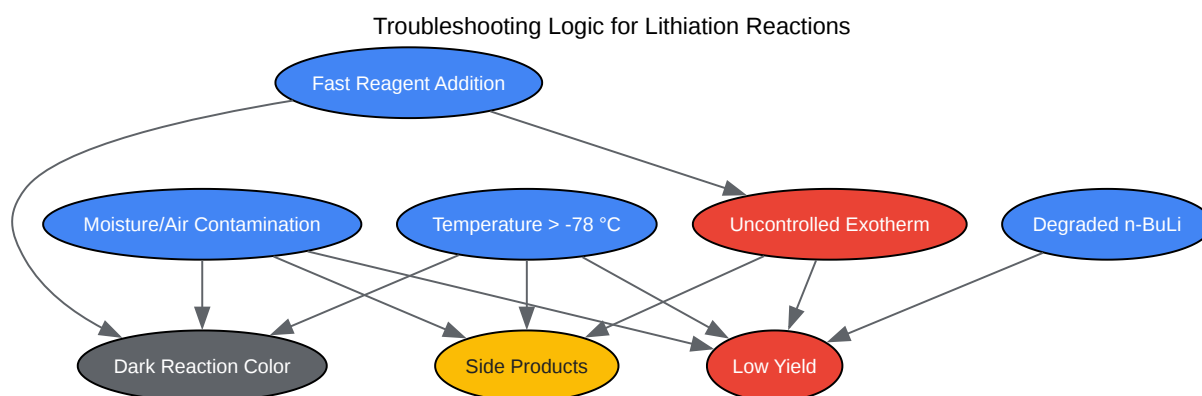 Troubleshooting Logic for Lithiation Reactions
Fast Reagent Addition
Moisture/Air Contamination
Temperature > -78 °C
Uncontrolled Exotherm
Degraded n-BuLi
Dark Reaction Color
Side Products
Low Yield